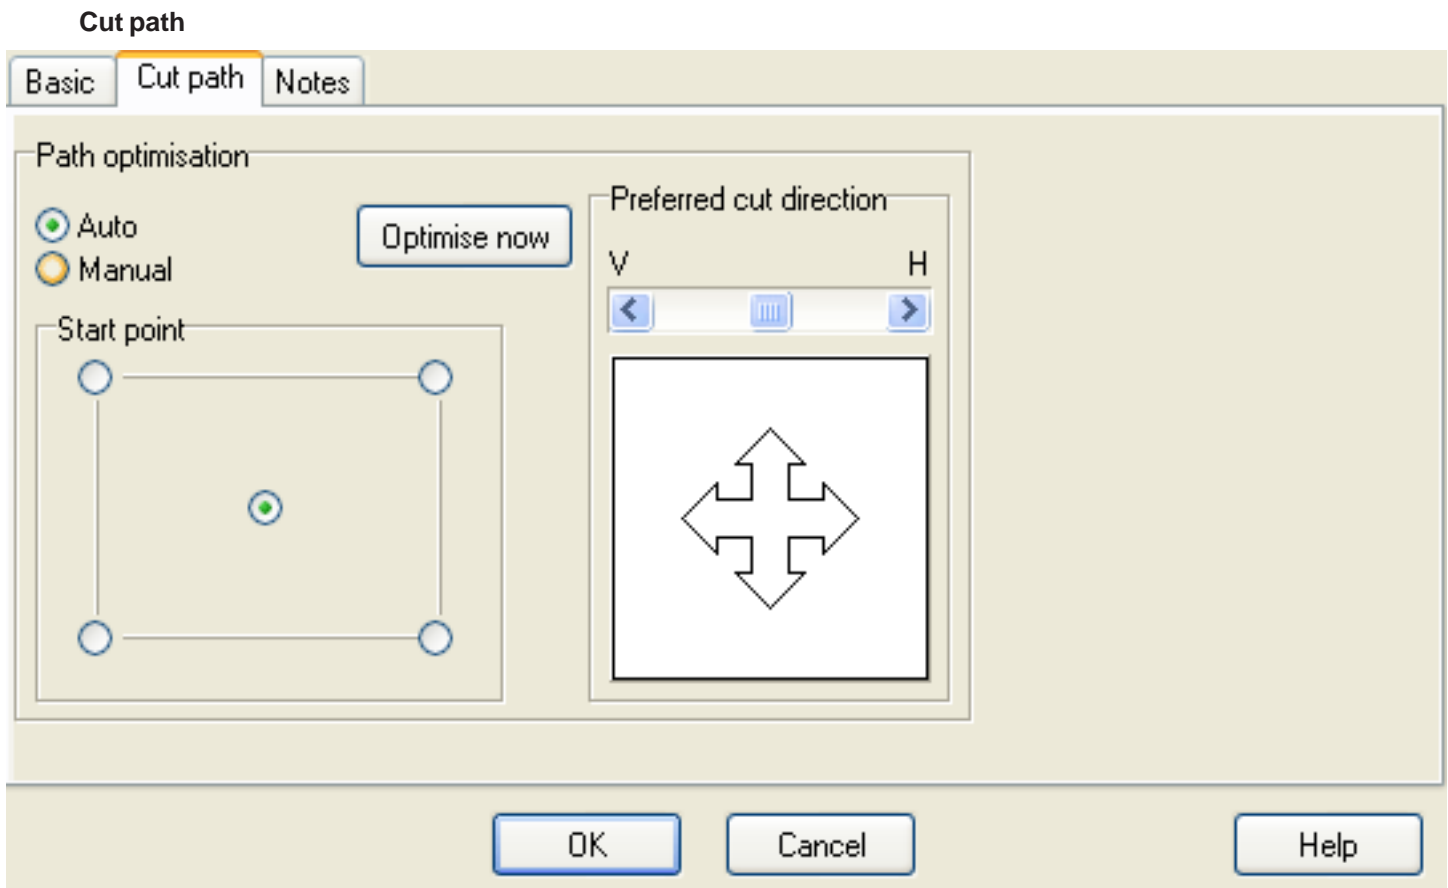 Cut path
Basic Cut path Notes
Path optimisation
Auto
Manual
Optimise now
Start point
Preferred cut direction
V H
OK Cancel Help